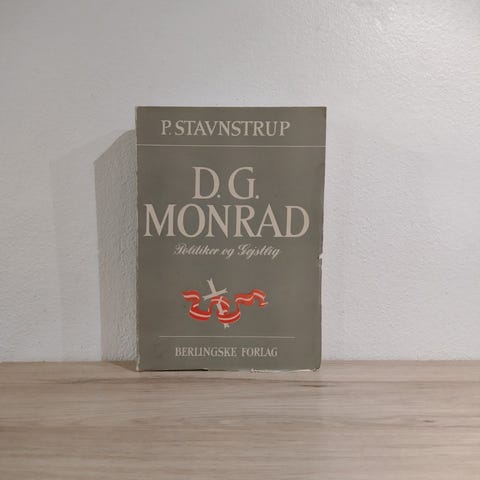 P. STAVNSTRUP
D. G.
MONRAD
Politiker og Gejstlig
BERLINGSKE FORLAG